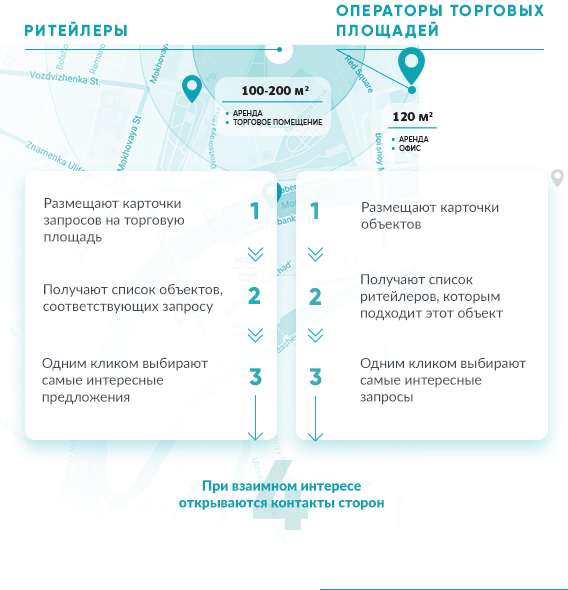 РИТЕЙЛЕРЫ
ОПЕРАТОРЫ ТОРГОВЫХ
ПЛОЩАДЕЙ
Vozdvizhenka St.
Mokhovaya St
Znamenka Ulitsa
Red Square
100-200 м²
АРЕНДА
ТОРГОВОЕ ПОМЕЩЕНИЕ
120 м²
АРЕНДА
ОФИС
Размещают карточки
запросов на торговую
площадь
1
Получают список объектов,
соответствующих запросу
2
Одним кликом выбирают
самые интересные
предложения
3
1
Размещают карточки
объектов
2
Получают список
ритейлеров, которым
подходит этот объект
3
Одним кликом выбирают
самые интересные
запросы
4
При взаимном интересе
открываются контакты сторон